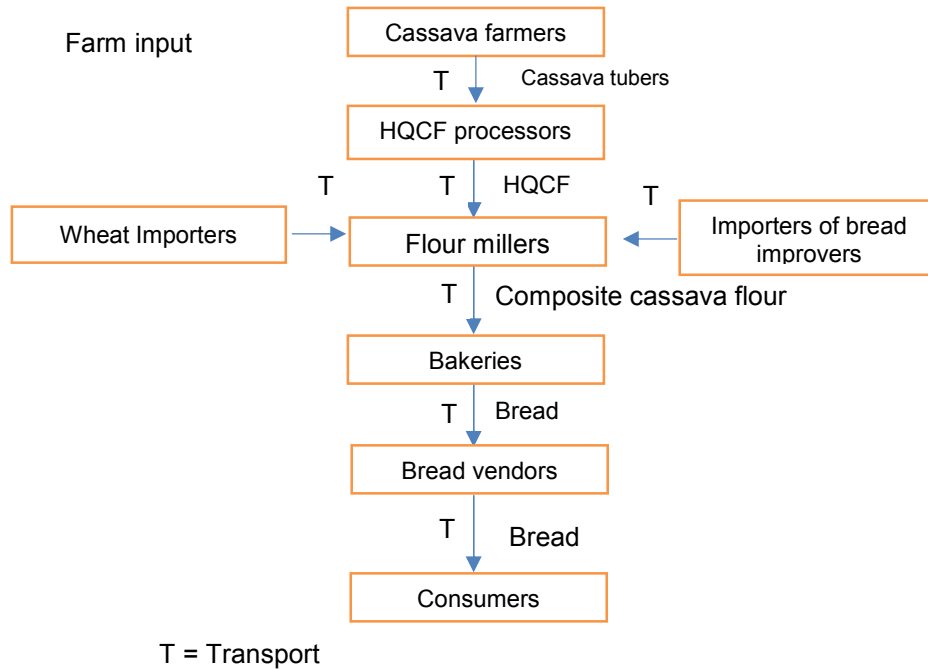 Farm input
Cassava farmers
T
Cassava tubers
HQCF processors
T
T
HQCF
T
Wheat Importers
Flour millers
Importers of bread
improvers
T
Composite cassava flour
Bakeries
T
Bread
Bread vendors
T
Bread
Consumers
T = Transport